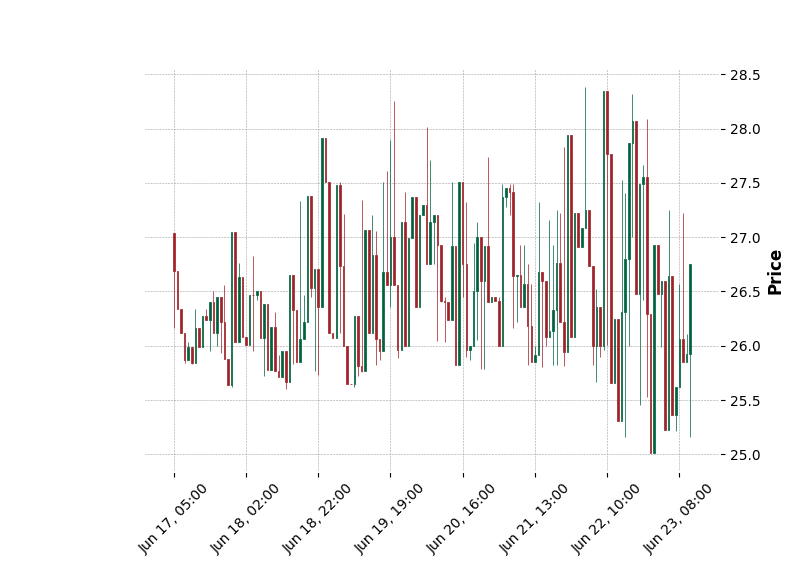 28.5
28.0
27.5
27.0
26.5
26.0
25.5
25.0
Price
Jun 17, 05:00
Jun 18, 02:00
Jun 18, 22:00
Jun 19, 19:00
Jun 20, 16:00
Jun 21, 13:00
Jun 22, 10:00
Jun 23, 08:00